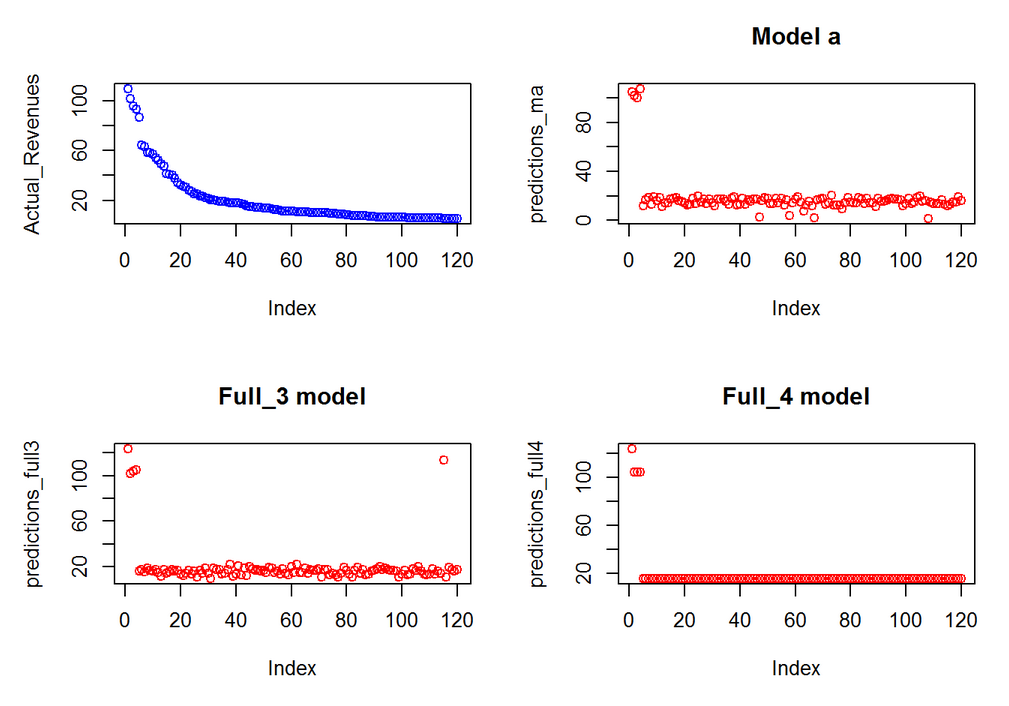 Model a
Actual_Revenues
20 60 100
0 20 40 60 80 100 120
Index
predictions_ma
0 40 80
0 20 40 60 80 100 120
Index
Full_3 model
Full_4 model
predictions_full3
20 60 100
0 20 40 60 80 100 120
Index
predictions_full4
20 60 100
0 20 40 60 80 100 120
Index